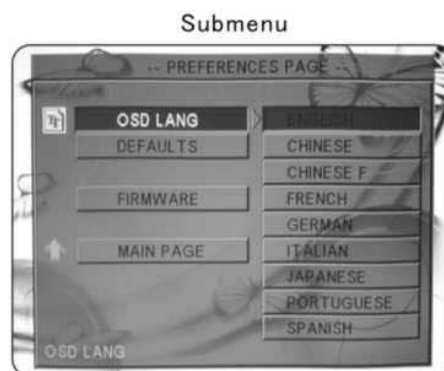 Submenu
-- PREFERENCES PAGE --
OSD LANG
DEFAULTS
FIRMWARE
MAIN PAGE
ENGLISH
CHINESE
CHINESE F
FRENCH
GERMAN
ITALIAN
JAPANESE
PORTUGUESE
SPANISH
OSD LANG